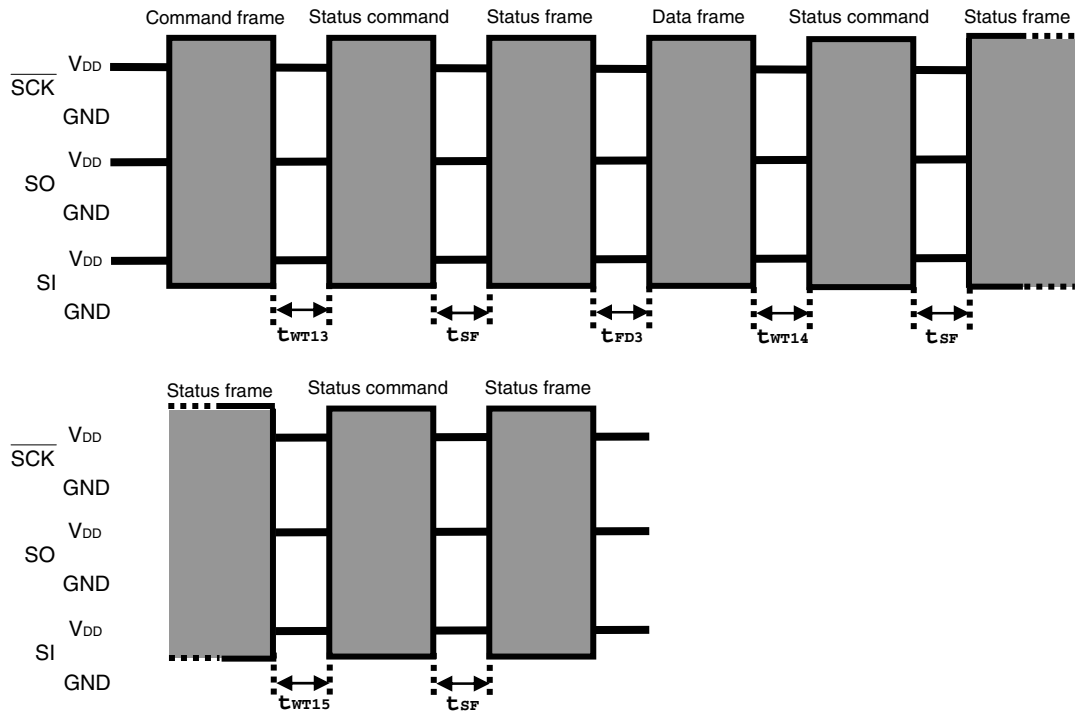 Command frame Status command Status frame Data frame Status command Status frame
SCK VDD
GND
SO VDD
GND
SI VDD
GND
tWT13 tSF tFD3 tWT14 tSF
Status frame Status command Status frame
SCK VDD
GND
SO VDD
GND
SI VDD
GND
tWT15 tSF